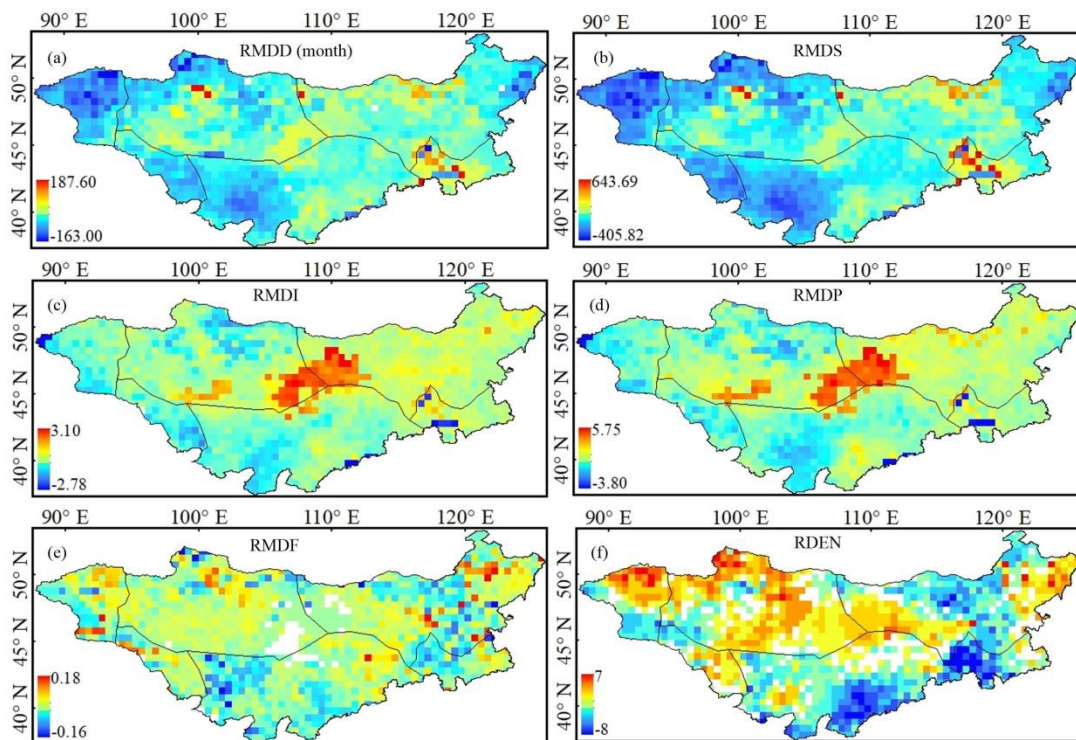 90° E 100° E 110° E 120° E 90° E 100° E 110° E 120° E
(a) RMDD (month) (b) RMDS
50° N 50° N
45° N 45° N
187.60 643.69
40° N 40° N
-163.00 -405.82
90° E 100° E 110° E 120° E 90° E 100° E 110° E 120° E
(c) RMDI (d) RMDP
50° N 50° N
45° N 45° N
3.10 5.75
40° N 40° N
-2.78 -3.80
90° E 100° E 110° E 120° E 90° E 100° E 110° E 120° E
(e) RMDF (f) RDEN
50° N 50° N
45° N 45° N
0.18 7
40° N 40° N
-0.16 -8